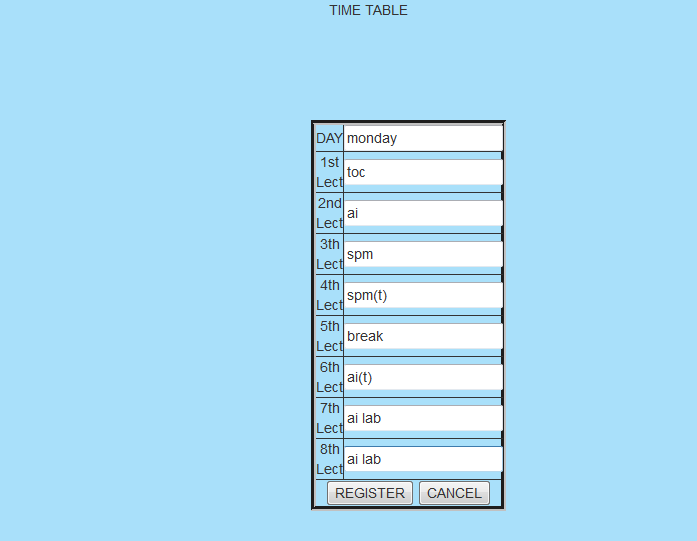 TIME TABLE
DAY monday
1st
Lect toc
2nd
Lect ai
3th
Lect spm
4th
Lect spm(t)
5th
Lect break
6th
Lect ai(t)
7th
Lect ai lab
8th
Lect ai lab
REGISTER CANCEL